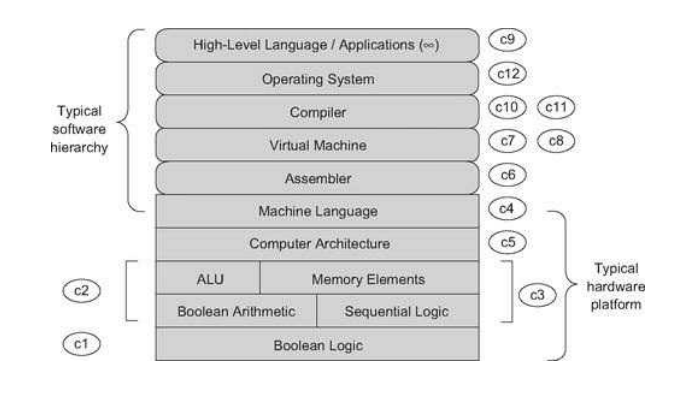 High-Level Language / Applications (∞)
c9
Operating System
c12
Compiler
c10
c11
Typical
software
hierarchy
Virtual Machine
c7
c8
Assembler
c6
Machine Language
c4
Computer Architecture
c5
ALU
Memory Elements
c2
c3
Typical
hardware
platform
Boolean Arithmetic
Sequential Logic
c1
Boolean Logic